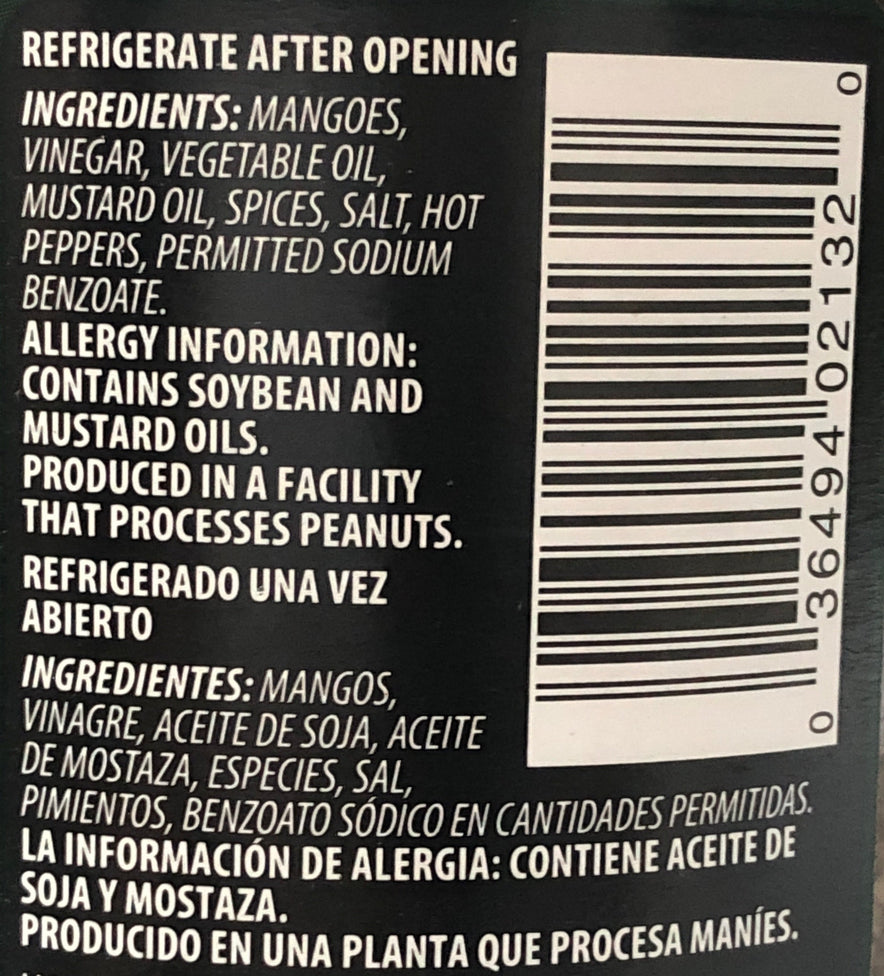 REFRIGERATE AFTER OPENING
INGREDIENTS: MANGOES,
VINEGAR, VEGETABLE OIL,
MUSTARD OIL, SPICES, SALT, HOT
PEPPERS, PERMITTED SODIUM
BENZOATE.
ALLERGY INFORMATION:
CONTAINS SOYBEAN AND
MUSTARD OILS.
PRODUCED IN A FACILITY
THAT PROCESSES PEANUTS.
REFRIGERADO UNA VEZ
ABIERTO
INGREDIENTES: MANGOS,
VINAGRE, ACEITE DE SOJA, ACEITE
DE MOSTAZA, ESPECIES, SAL,
PIMIENTOS, BENZOATO SÓDICO EN CANTIDADES PERMITIDAS.
LA INFORMACIÓN DE ALERGIA: CONTIENE ACEITE DE
SOJA Y MOSTAZA.
PRODUCIDO EN UNA PLANTA QUE PROCESA MANÍES.
0 36494 02132 0